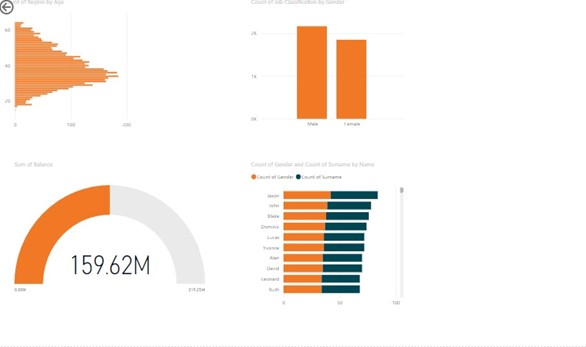 of Region by Age
60
40
20
0 100 200
Count of Job Classification by Gender
2K
1K
0K
Male Female
Sum of Balance
159.62M
0.00M 319.25M
Count of Gender and Count of Surname by Name
Count of Gender Count of Surname
Jason
John
Blake
Dominic
Lucas
Yvonne
Alan
David
Leonard
Ruth
0 50 100